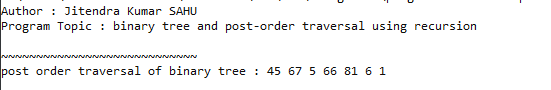 Author : Jitendra Kumar SAHU
Program Topic : binary tree and post-order traversal using recursion
~~~~~~~~~~~~~~~~~~~~~~~~~~~~
post order traversal of binary tree : 45 67 5 66 81 6 1